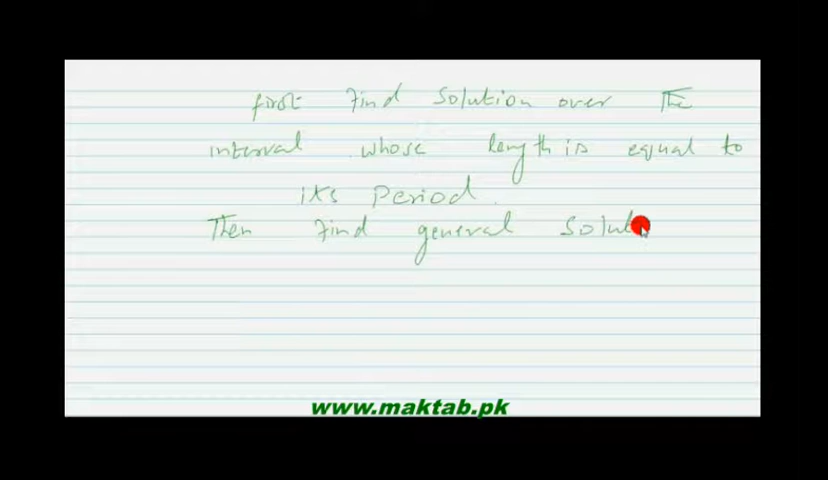 first find solution over the
interval whose length is equal to
its Period.
Then find general Solut
www.maktab.pk